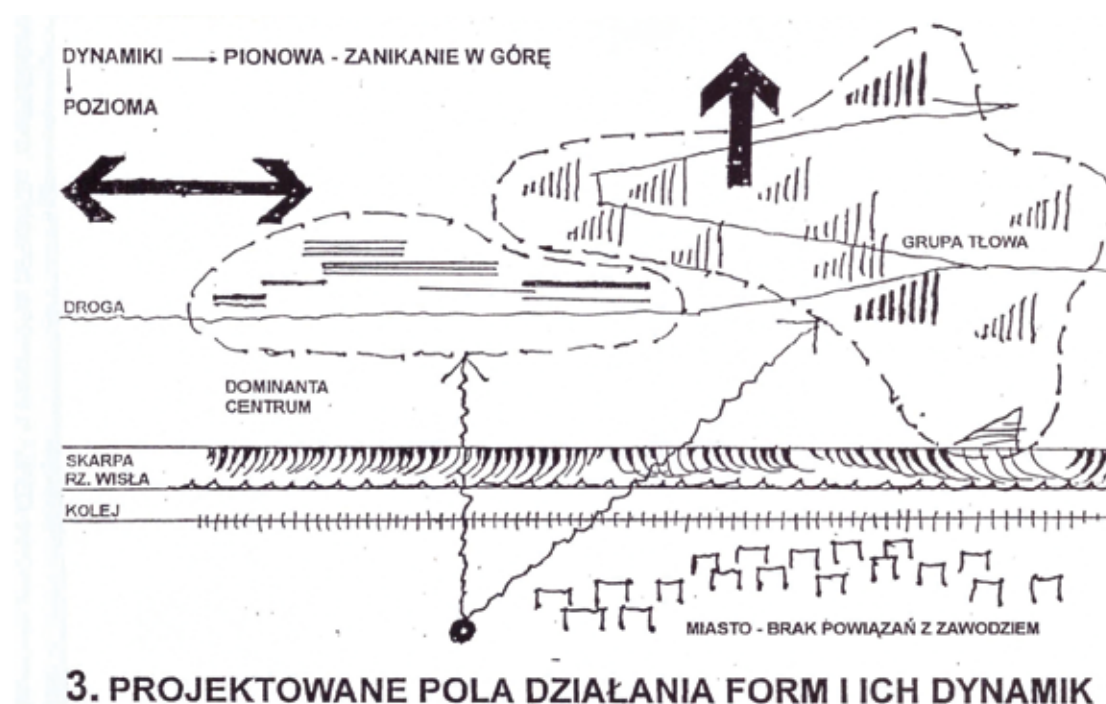 DYNAMIKI → PIONOWA - ZANIKANIE W GÓRĘ
POZIOMA
GRUPA TŁOWA
DROGA
DOMINANTA
CENTRUM
SKARPA
RZ. WISŁA
KOLEJ
MIASTO - BRAK POWIĄZAŃ Z ZAWODZIEM
3. PROJEKTOWANE POLA DZIAŁANIA FORM I ICH DYNAMIK